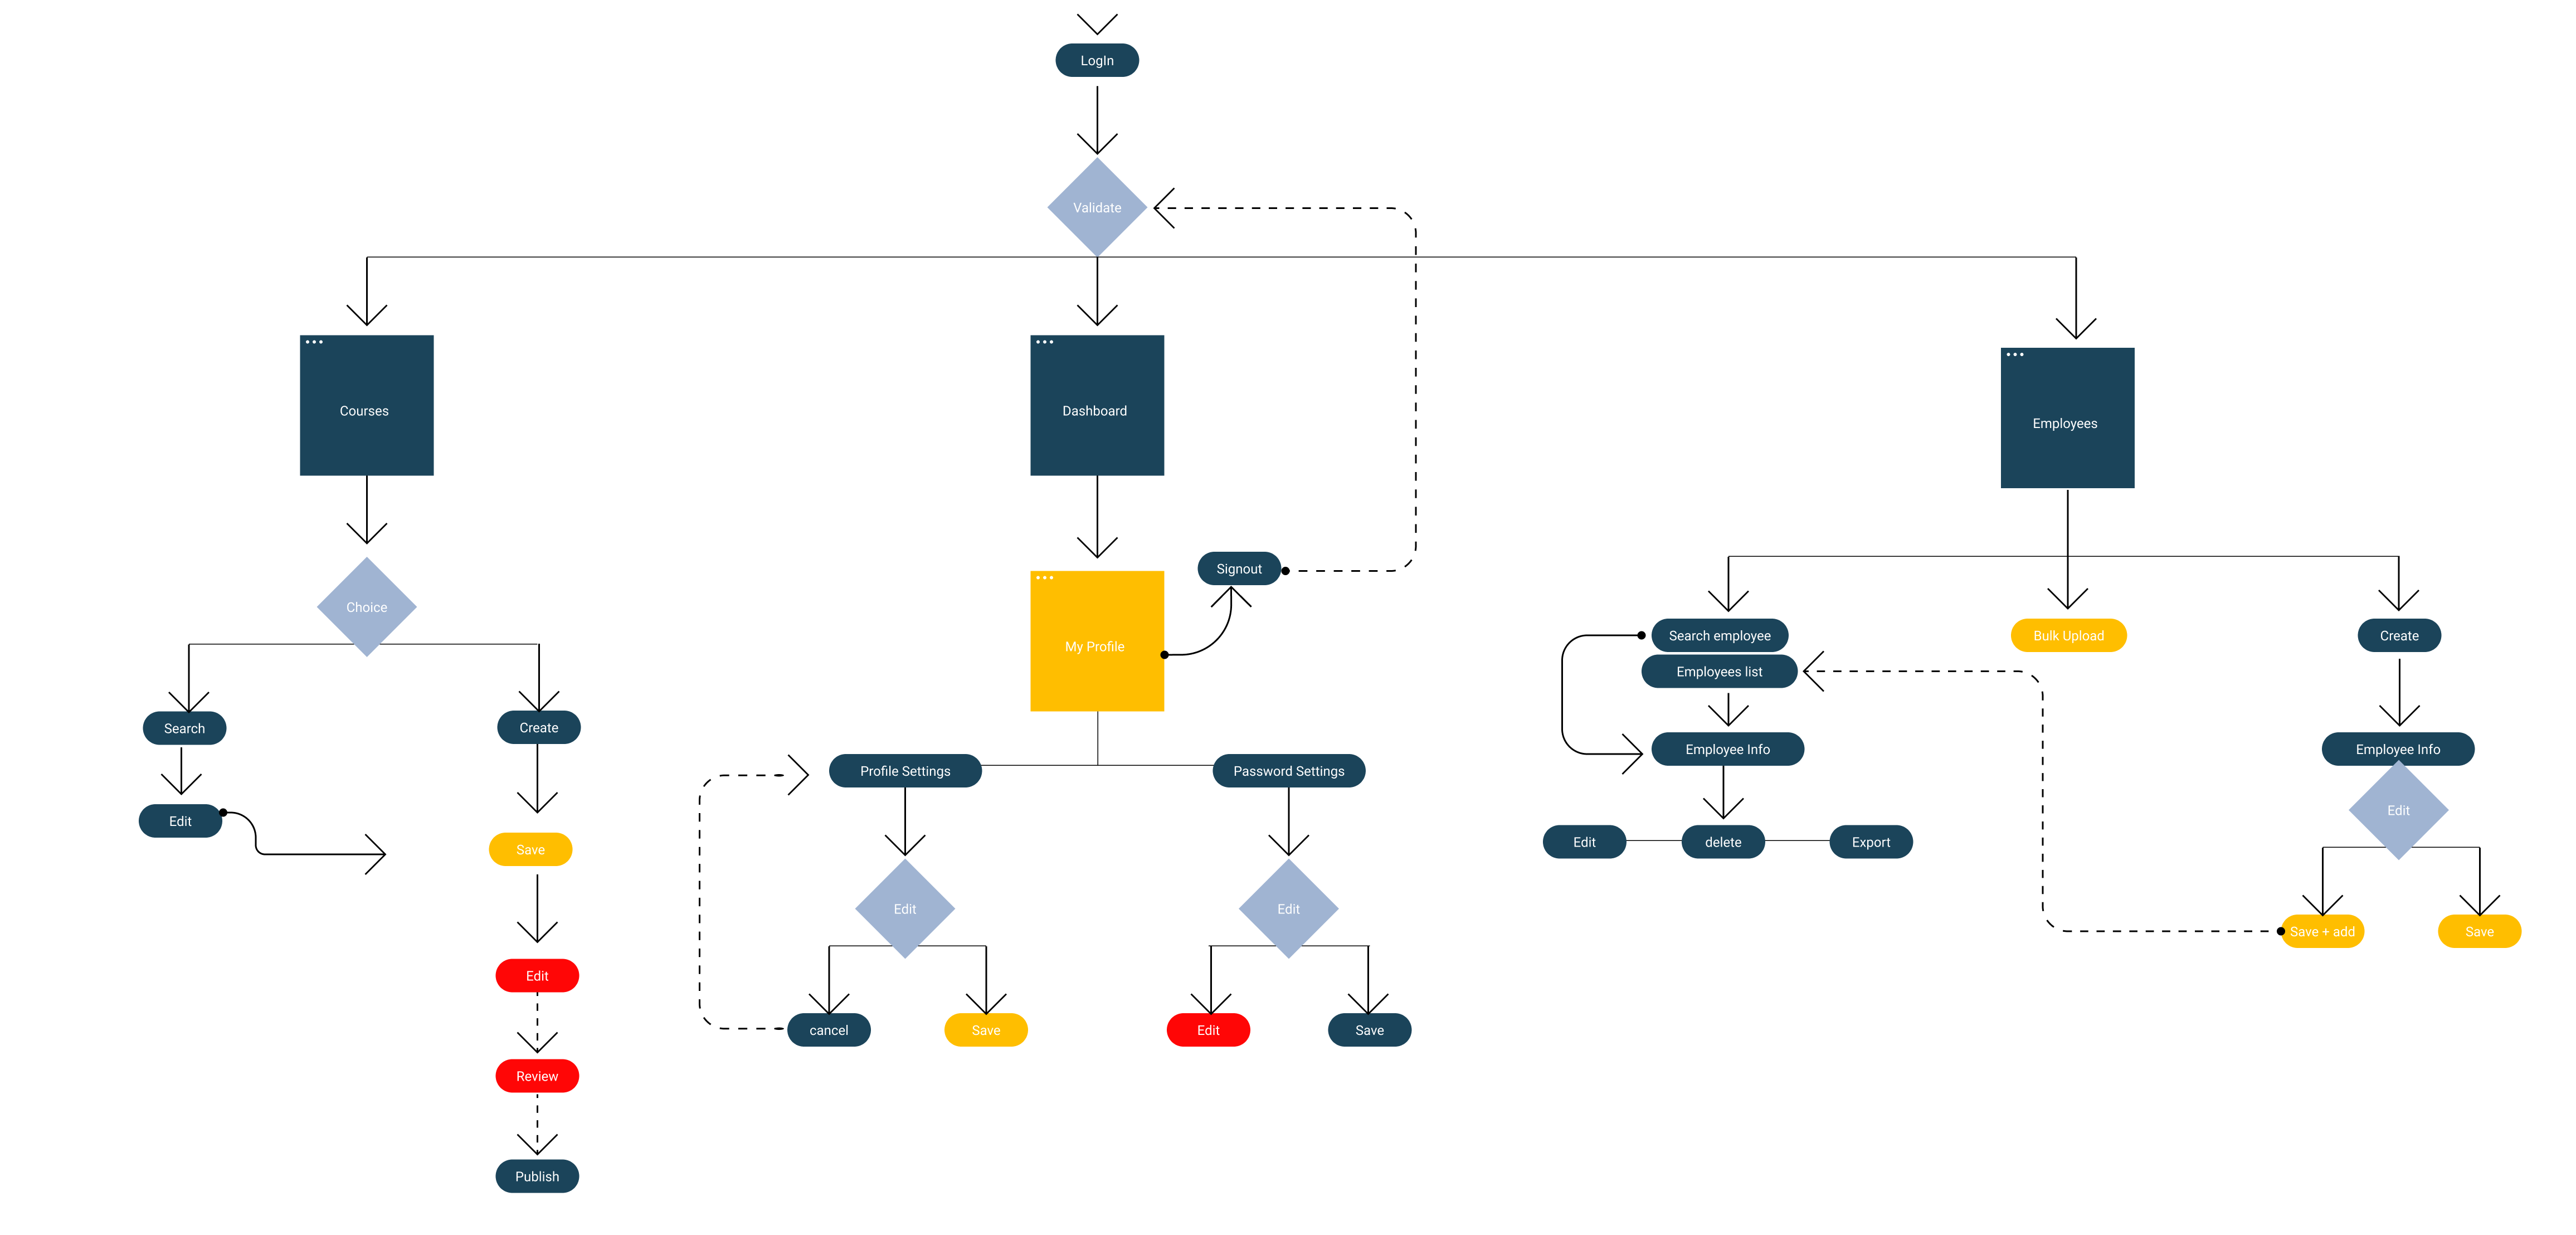 LogIn
Validate
Courses
Dashboard
Employees
Choice
Signout
My Profile
Search employee
Bulk Upload
Create
Employees list
Search
Create
Employee Info
Employee Info
Profile Settings
Password Settings
Edit
Save
Edit
delete
Export
Edit
Edit
Edit
Save + add
Save
Edit
cancel
Save
Edit
Save
Review
Publish